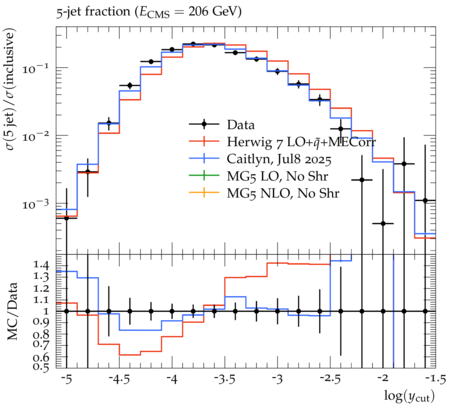 5-jet fraction (E_CMS = 206 GeV)
σ(5 jet)/σ(inclusive)
10^−1
10^−2
10^−3
Data
Herwig 7 LO+q̃+MECorr
Caitlyn, Jul8 2025
MG5 LO, No Shr
MG5 NLO, No Shr
MC/Data
1.4
1.3
1.2
1.1
1
0.9
0.8
0.7
0.6
0.5
-5 -4.5 -4 -3.5 -3 -2.5 -2 -1.5
log(y_cut)